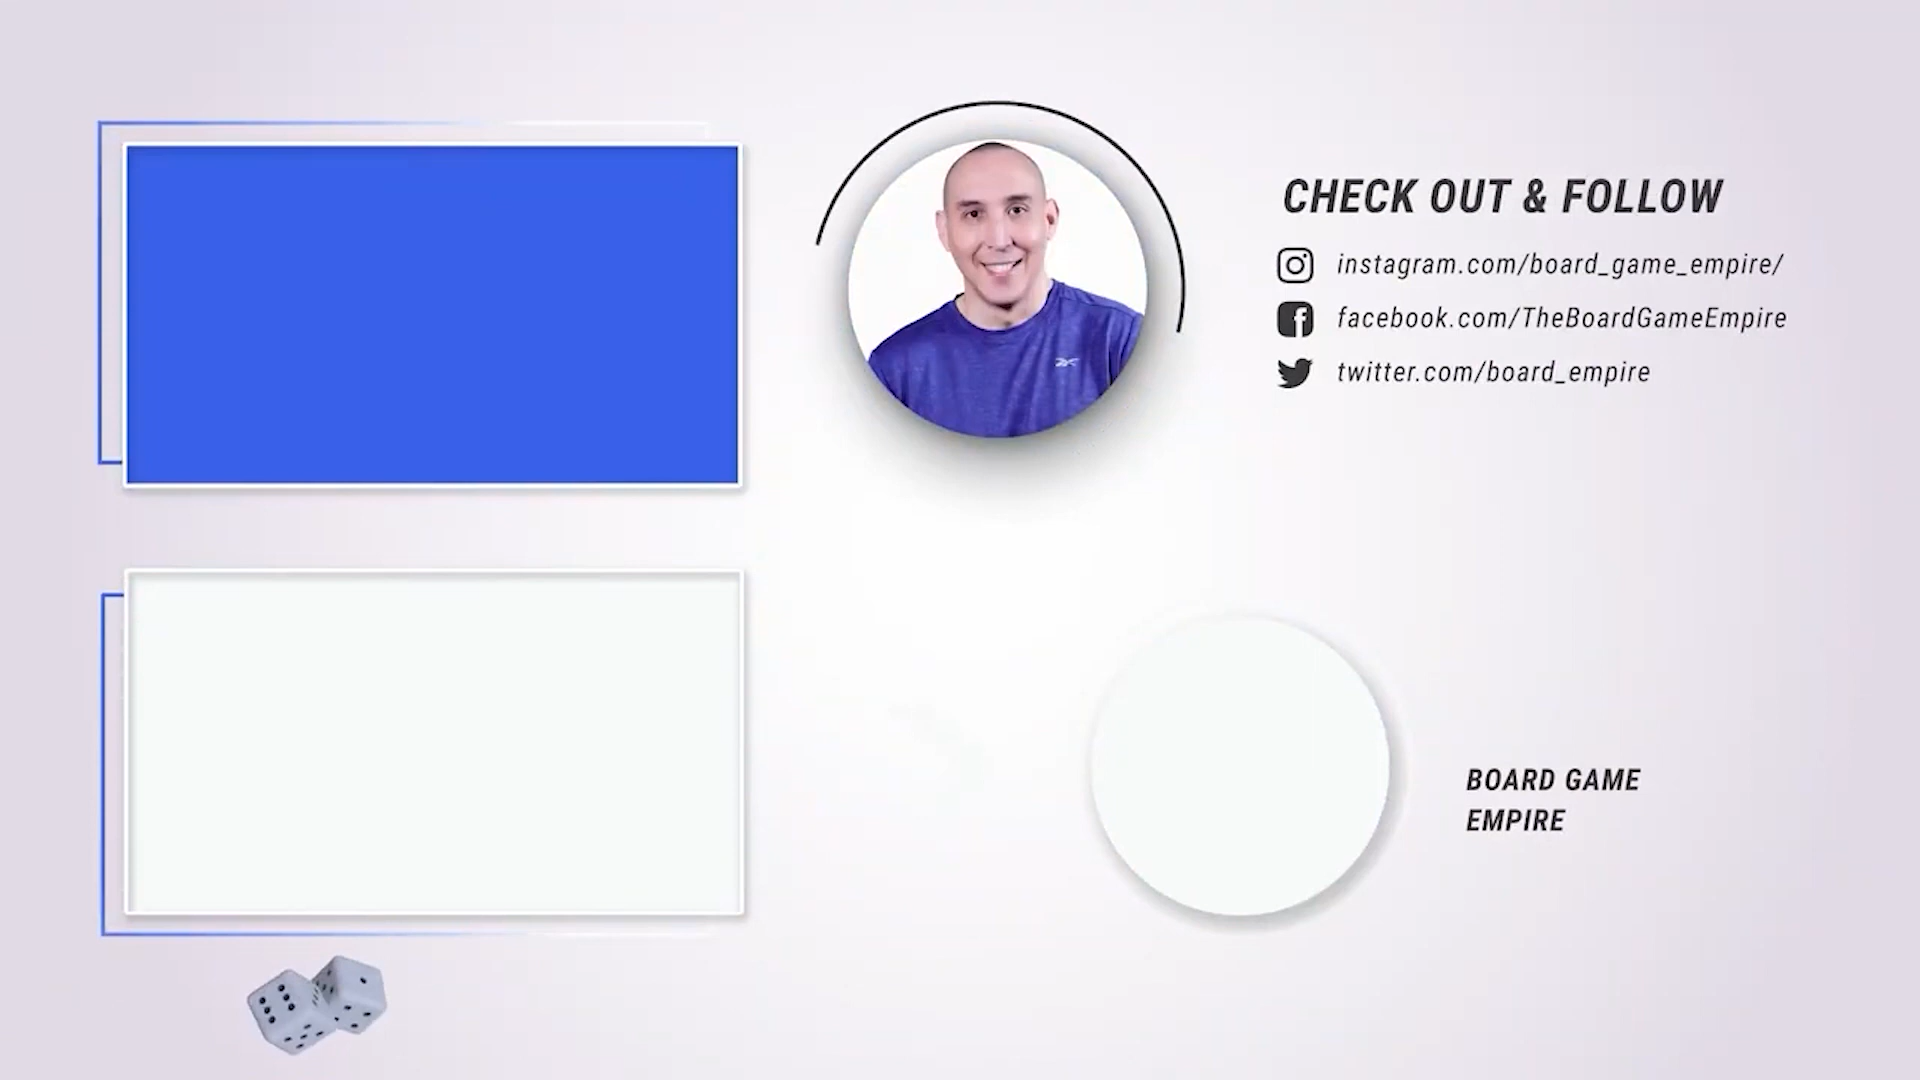 CHECK OUT & FOLLOW
instagram.com/board_game_empire/
facebook.com/TheBoardGameEmpire
twitter.com/board_empire
BOARD GAME
EMPIRE